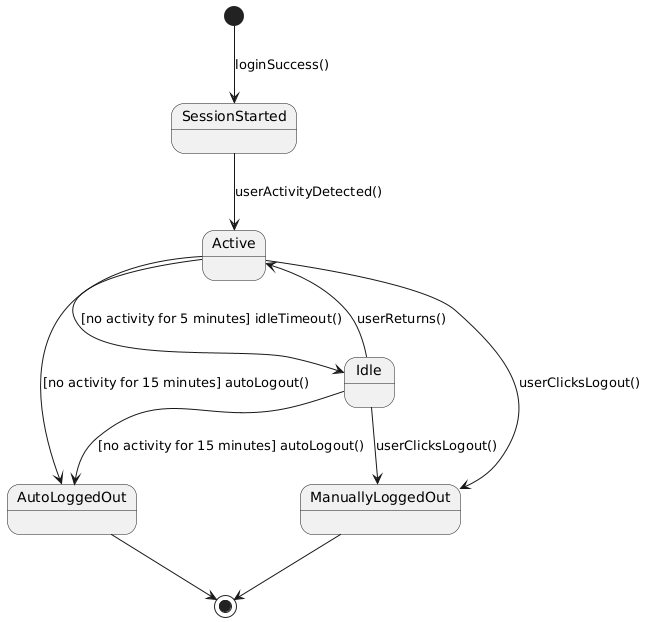 loginSuccess()
SessionStarted
userActivityDetected()
Active
[no activity for 5 minutes] idleTimeout()
userReturns()
Idle
[no activity for 15 minutes] autoLogout()
userClicksLogout()
[no activity for 15 minutes] autoLogout()
userClicksLogout()
AutoLoggedOut
ManuallyLoggedOut